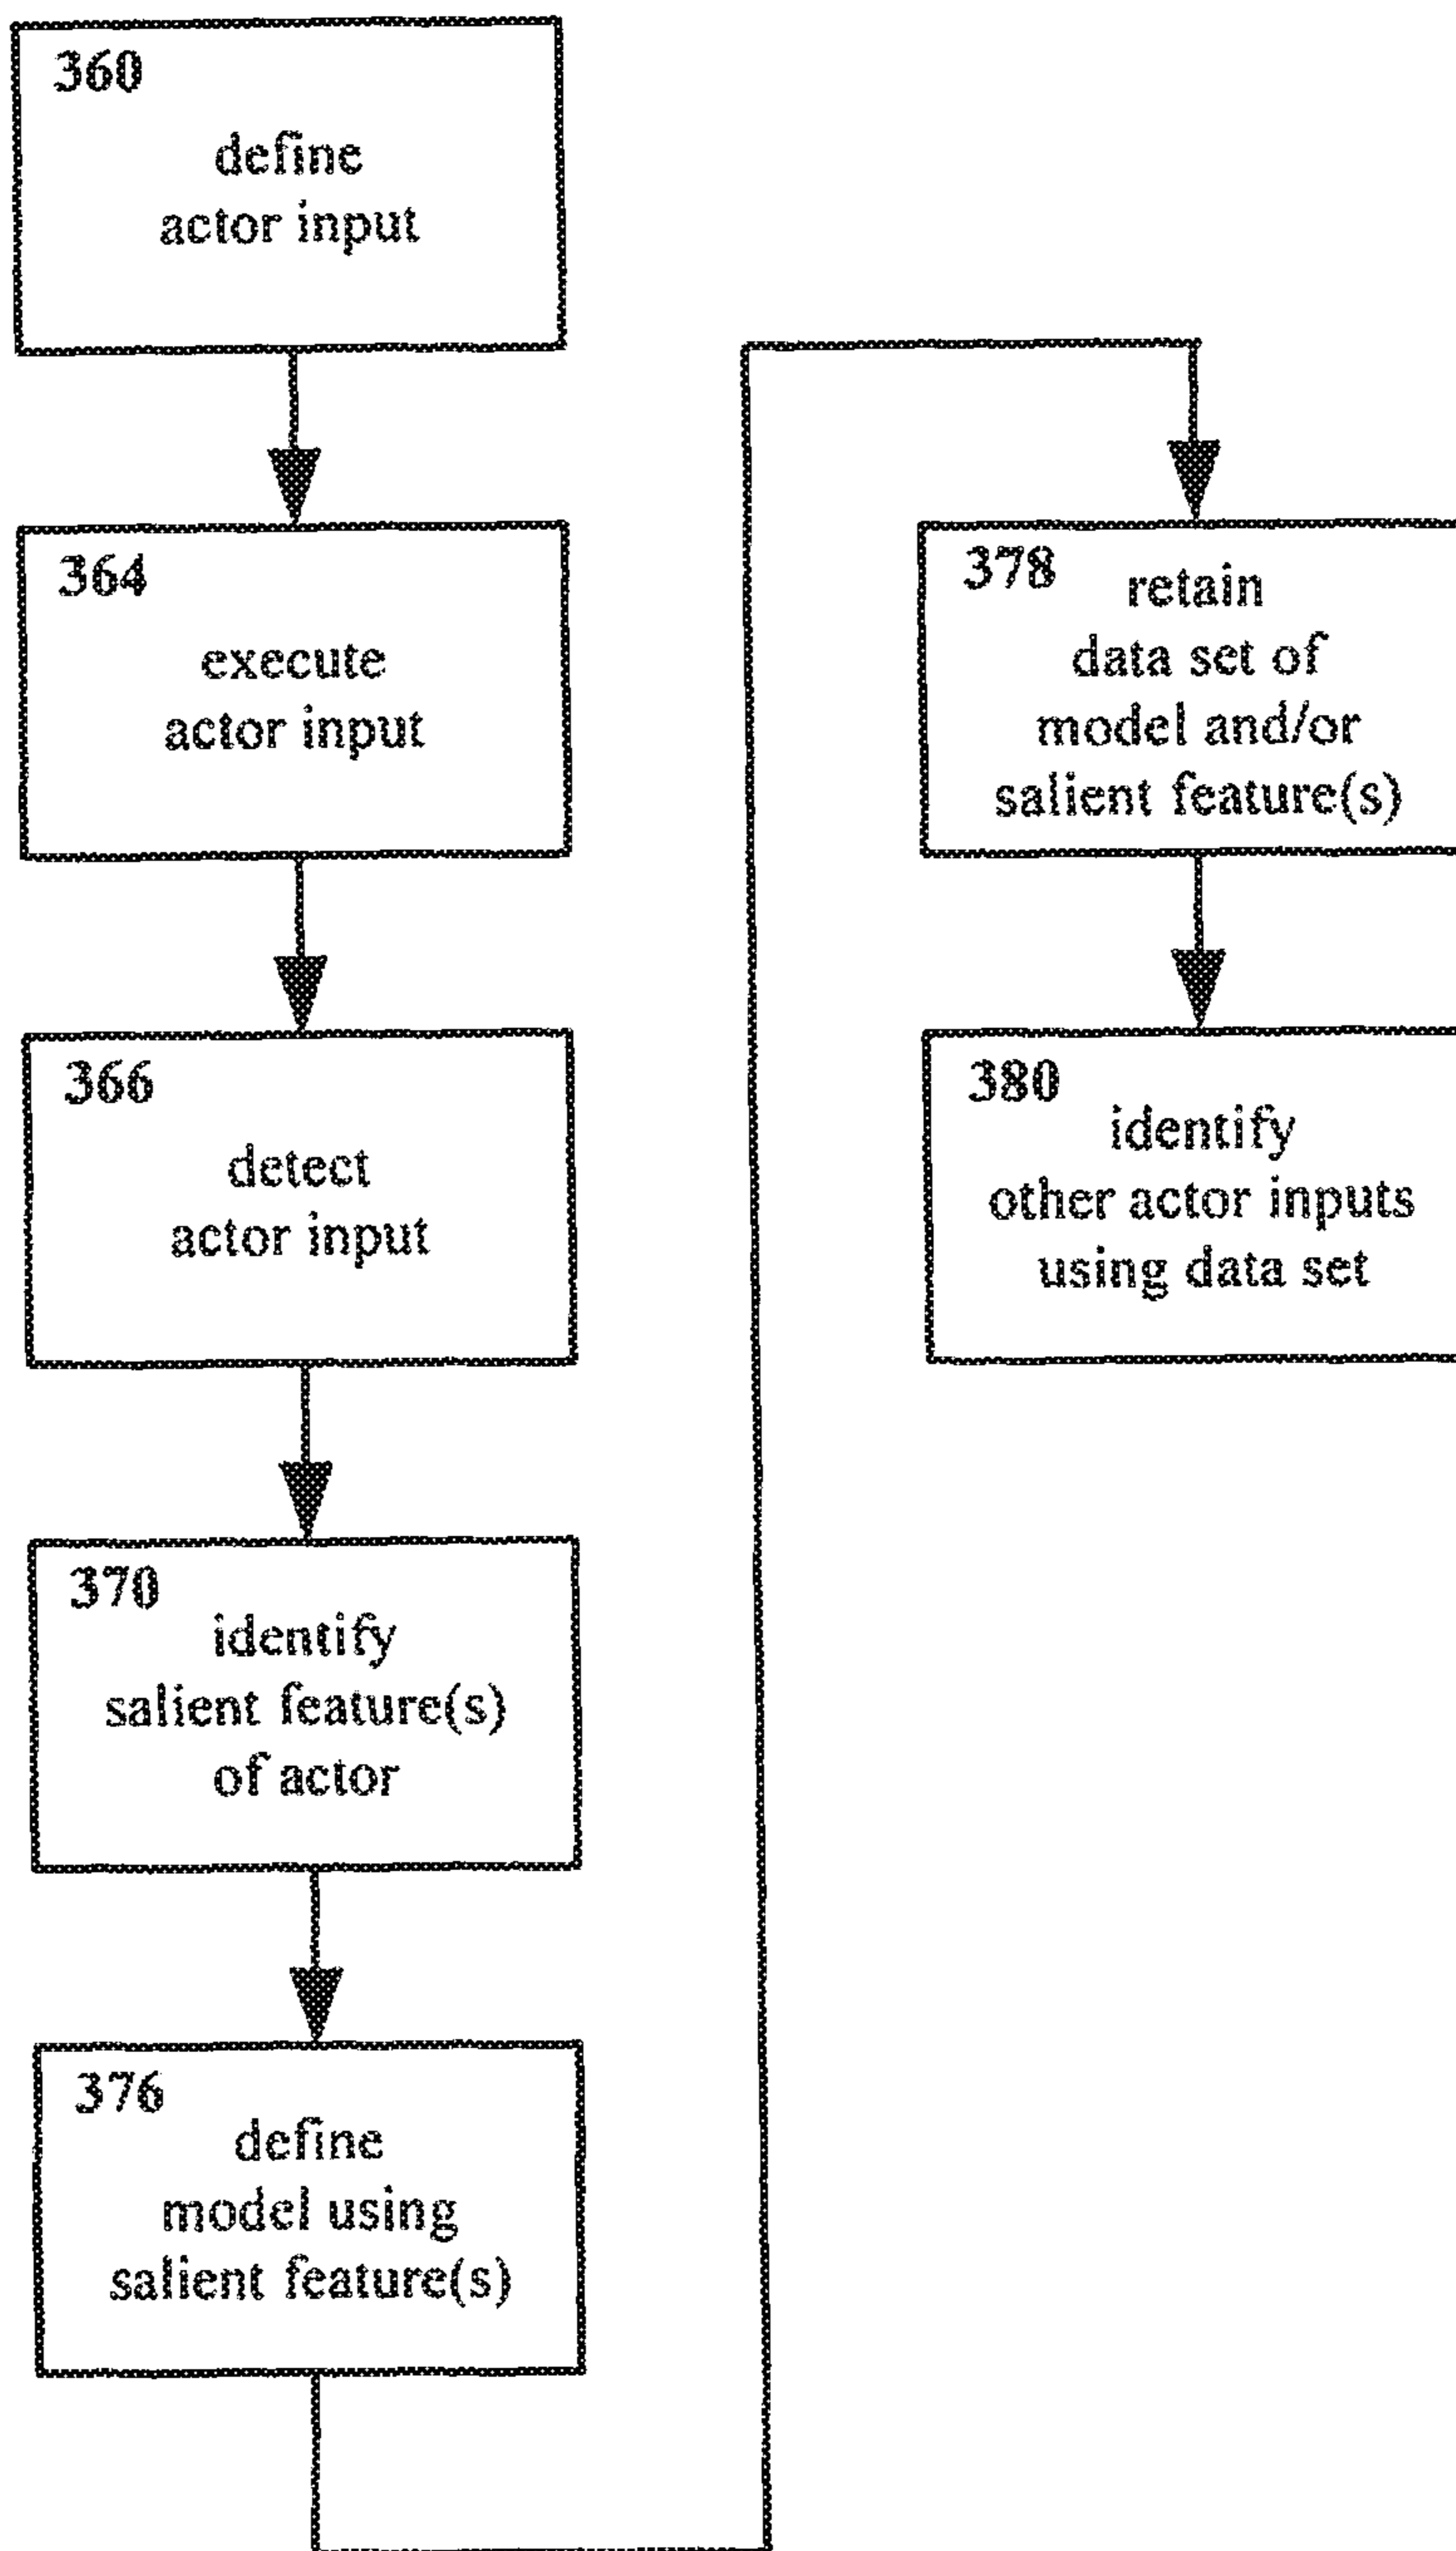 360
define
actor input
364
execute
actor input
366
detect
actor input
370
identify
salient feature(s)
of actor
376
define
model using
salient feature(s)
378
retain
data set of
model and/or
salient feature(s)
380
identify
other actor inputs
using data set